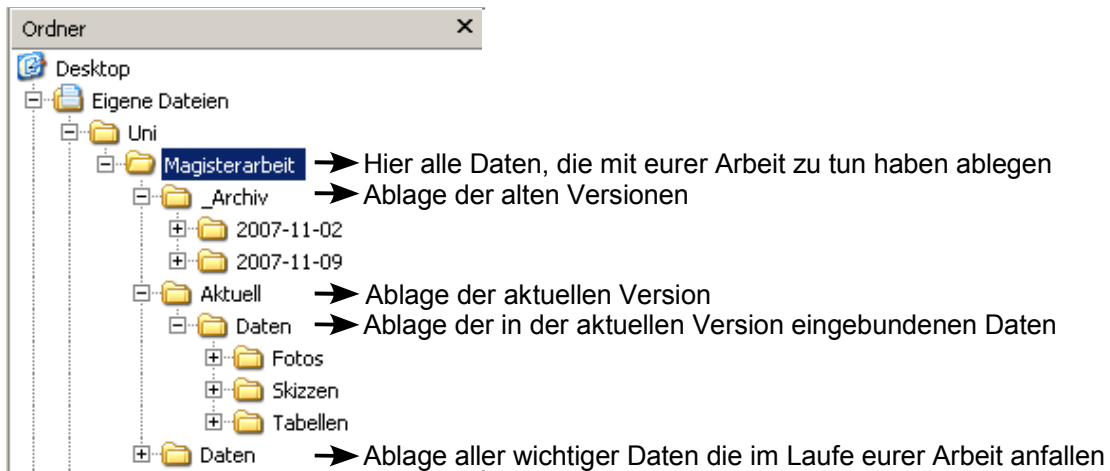 Ordner
Desktop
Eigene Dateien
Uni
Magisterarbeit Hier alle Daten, die mit eurer Arbeit zu tun haben ablegen
_Archiv Ablage der alten Versionen
2007-11-02
2007-11-09
Aktuell Ablage der aktuellen Version
Daten Ablage der in der aktuellen Version eingebundenen Daten
Fotos
Skizzen
Tabellen
Daten Ablage aller wichtiger Daten die im Laufe eurer Arbeit anfallen